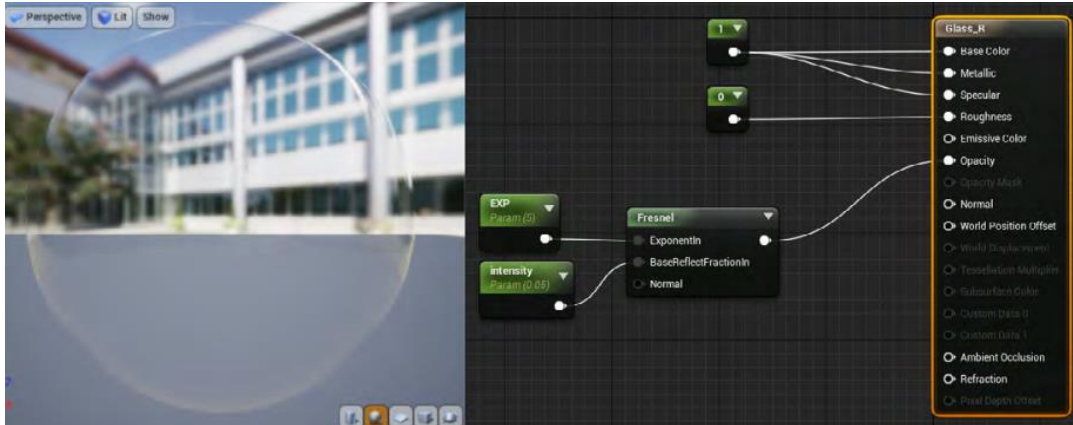 Perspective
Lit
Show
1
0
EXP
Param (5)
intensity
Param (0.05)
Fresnel
ExponentIn
BaseReflectFractionIn
Normal
Glass_R
Base Color
Metallic
Specular
Roughness
Emissive Color
Opacity
Opacity Mask
Normal
World Position Offset
World Displacement
Tessellation Multiplier
Subsurface Color
Custom Data 0
Custom Data 1
Ambient Occlusion
Refraction
Pixel Depth Offset